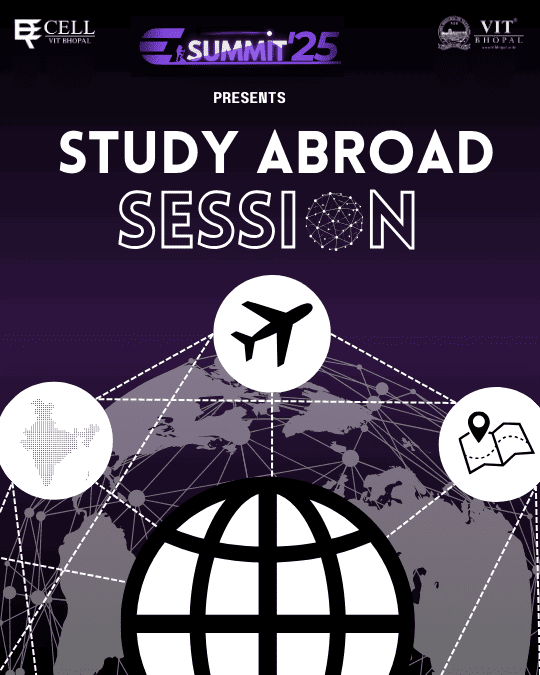 E CELL
VIT BHOPAL
E SUMMIT'25
VIT
BHOPAL
PRESENTS
STUDY ABROAD
SESSION